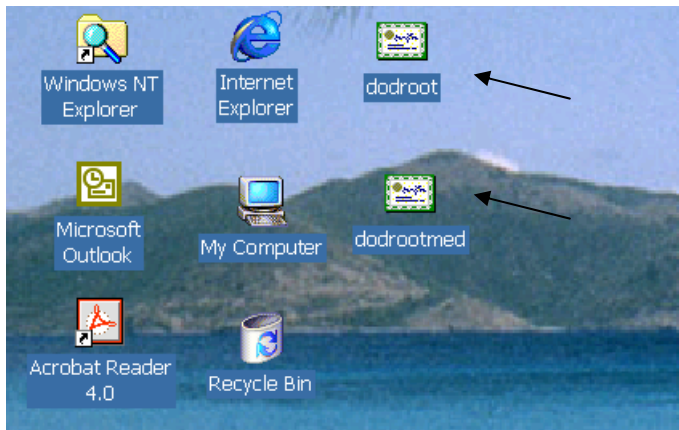 Windows NT
Explorer
Internet
Explorer
dodroot
Microsoft
Outlook
My Computer
dodrootmed
Acrobat Reader
4.0
Recycle Bin